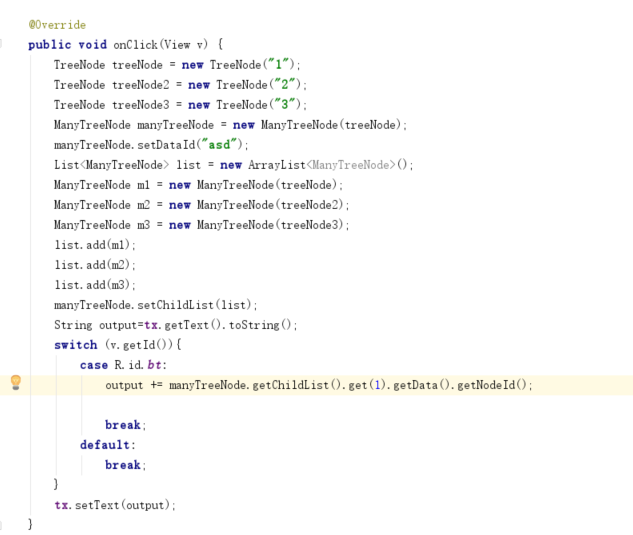 @Override
public void onClick(View v) {
    TreeNode treeNode = new TreeNode("1");
    TreeNode treeNode2 = new TreeNode("2");
    TreeNode treeNode3 = new TreeNode("3");
    ManyTreeNode manyTreeNode = new ManyTreeNode(treeNode);
    manyTreeNode.setDataId("asd");
    List<ManyTreeNode> list = new ArrayList<ManyTreeNode>();
    ManyTreeNode m1 = new ManyTreeNode(treeNode);
    ManyTreeNode m2 = new ManyTreeNode(treeNode2);
    ManyTreeNode m3 = new ManyTreeNode(treeNode3);
    list.add(m1);
    list.add(m2);
    list.add(m3);
    manyTreeNode.setChildList(list);
    String output=tx.getText().toString();
    switch (v.getId()){
        case R.id.bt:
            output += manyTreeNode.getChildList().get(1).getData().getNodeId();
            break;
        default:
            break;
    }
    tx.setText(output);
}